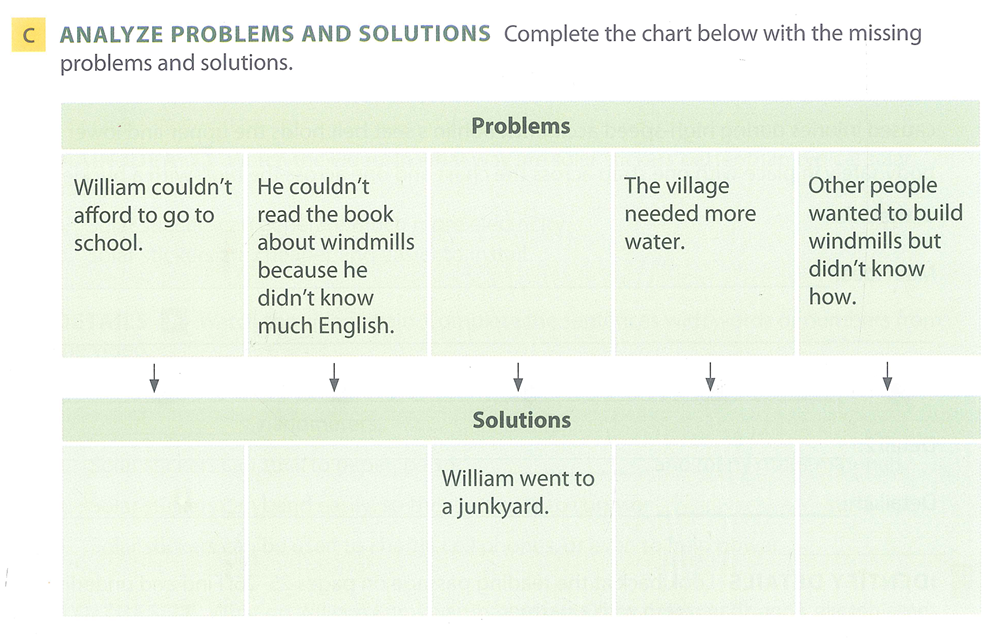 C ANALYZE PROBLEMS AND SOLUTIONS Complete the chart below with the missing
problems and solutions.
Problems
William couldn't
afford to go to
school.
He couldn't
read the book
about windmills
because he
didn't know
much English.
The village
needed more
water.
Other people
wanted to build
windmills but
didn't know
how.
Solutions
William went to
a junkyard.